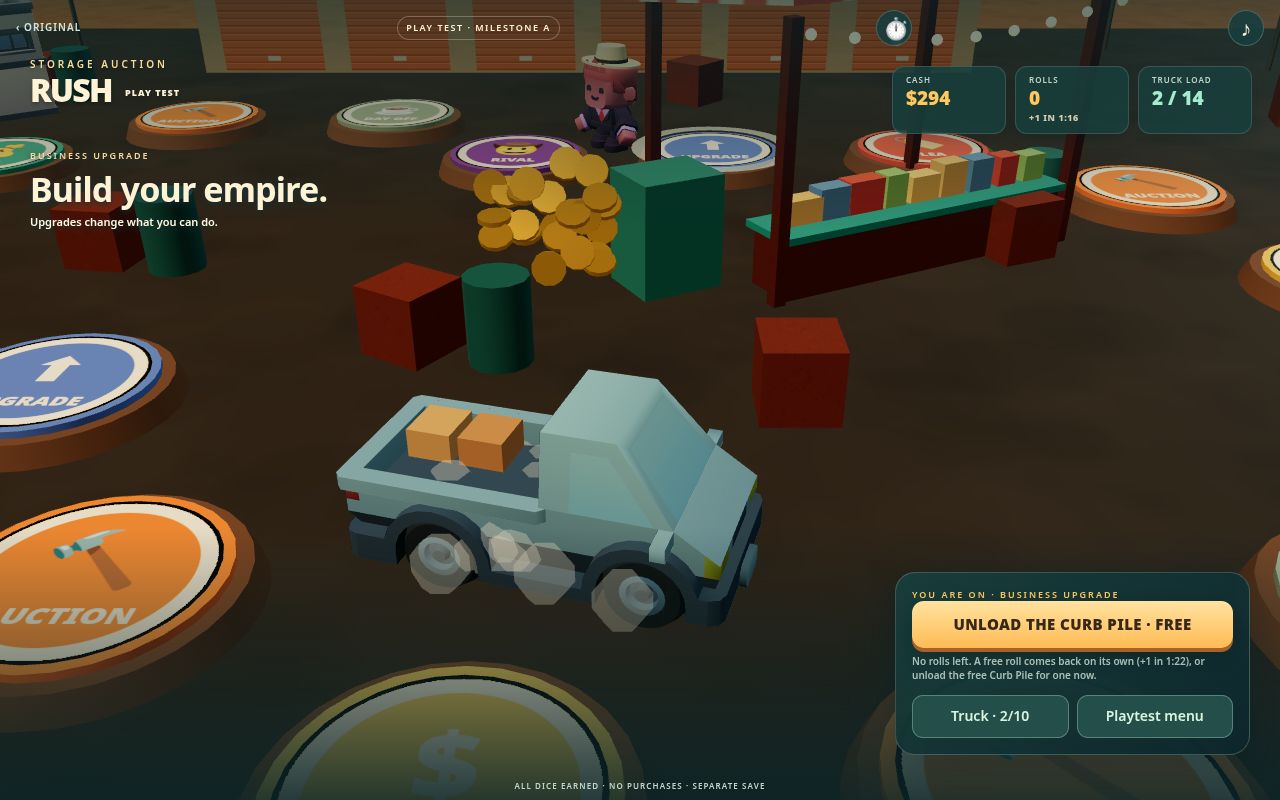 ‹ ORIGINAL
PLAY TEST · MILESTONE A
STORAGE AUCTION
RUSH PLAY TEST
CASH
$294
ROLLS
0
+1 IN 1:16
TRUCK LOAD
2 / 14
BUSINESS UPGRADE
Build your empire.
Upgrades change what you can do.
AUCTION
DAY OFF
RIVAL
UPGRADE
AUCTION
GRADE
UCTION
$
YOU ARE ON · BUSINESS UPGRADE
UNLOAD THE CURB PILE · FREE
No rolls left. A free roll comes back on its own (+1 in 1:22), or
unload the free Curb Pile for one now.
Truck · 2/10
Playtest menu
ALL DICE EARNED · NO PURCHASES · SEPARATE SAVE